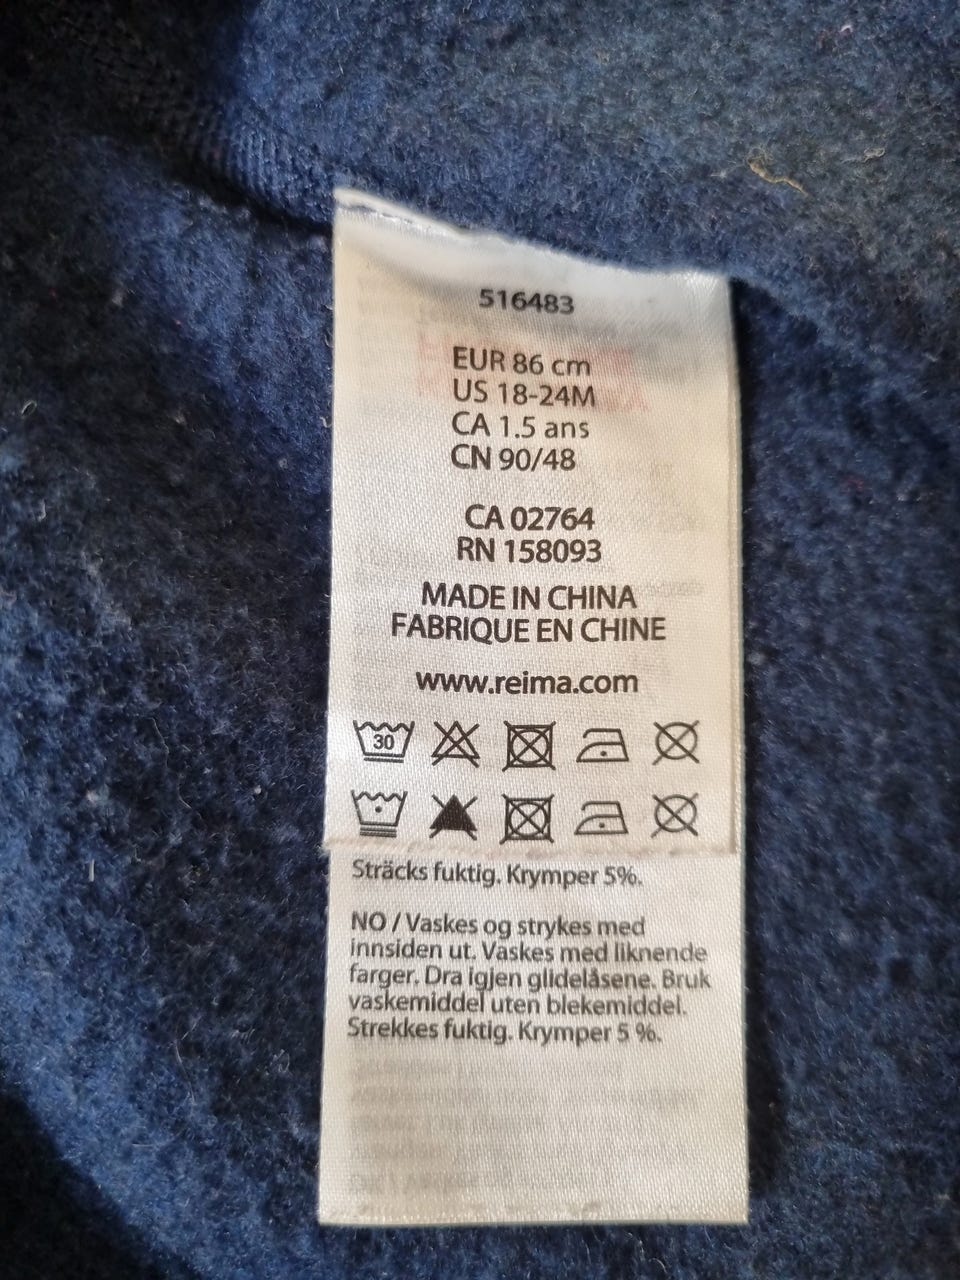 516483
EUR 86 cm
US 18-24M
CA 1.5 ans
CN 90/48
CA 02764
RN 158093
MADE IN CHINA
FABRIQUE EN CHINE
www.reima.com
30
Sträcks fuktig. Krymper 5%.
NO / Vaskes og strykes med
innsiden ut. Vaskes med liknende
farger. Dra igjen glidelåsene. Bruk
vaskemiddel uten blekemiddel.
Strekkes fuktig. Krymper 5 %.